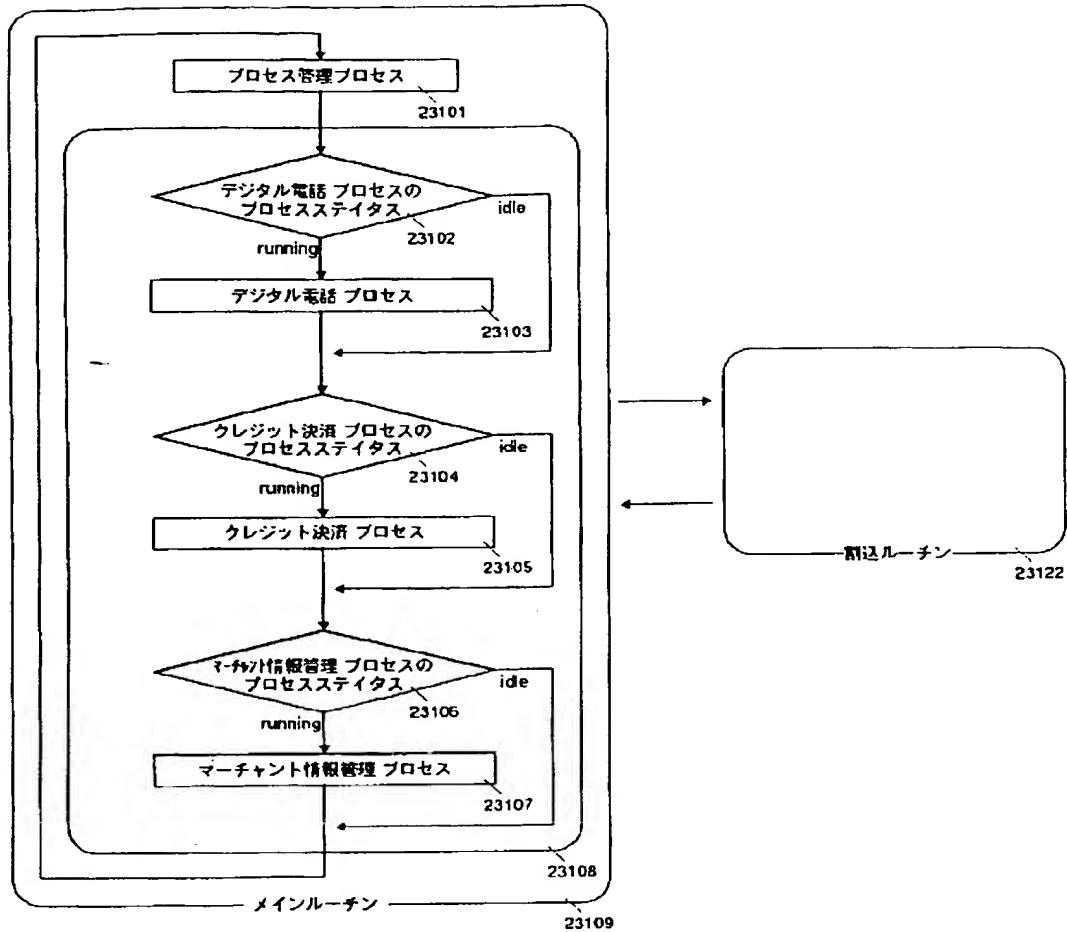 プロセス管理プロセス
23101
デジタル電話 プロセスの
プロセスステイタス
idle
23102
running
デジタル電話 プロセス
23103
クレジット決済 プロセスの
プロセスステイタス
idle
23104
running
クレジット決済 プロセス
23105
マーチャント情報管理 プロセスの
プロセスステイタス
idle
23106
running
マーチャント情報管理 プロセス
23107
23108
メインルーチン
23109
割込ルーチン
23122